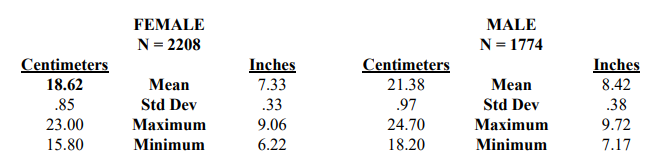 FEMALE MALE
N = 2208 N = 1774
Centimeters Inches Centimeters Inches
18.62 Mean 7.33 21.38 Mean 8.42
.85 Std Dev .33 .97 Std Dev .38
23.00 Maximum 9.06 24.70 Maximum 9.72
15.80 Minimum 6.22 18.20 Minimum 7.17